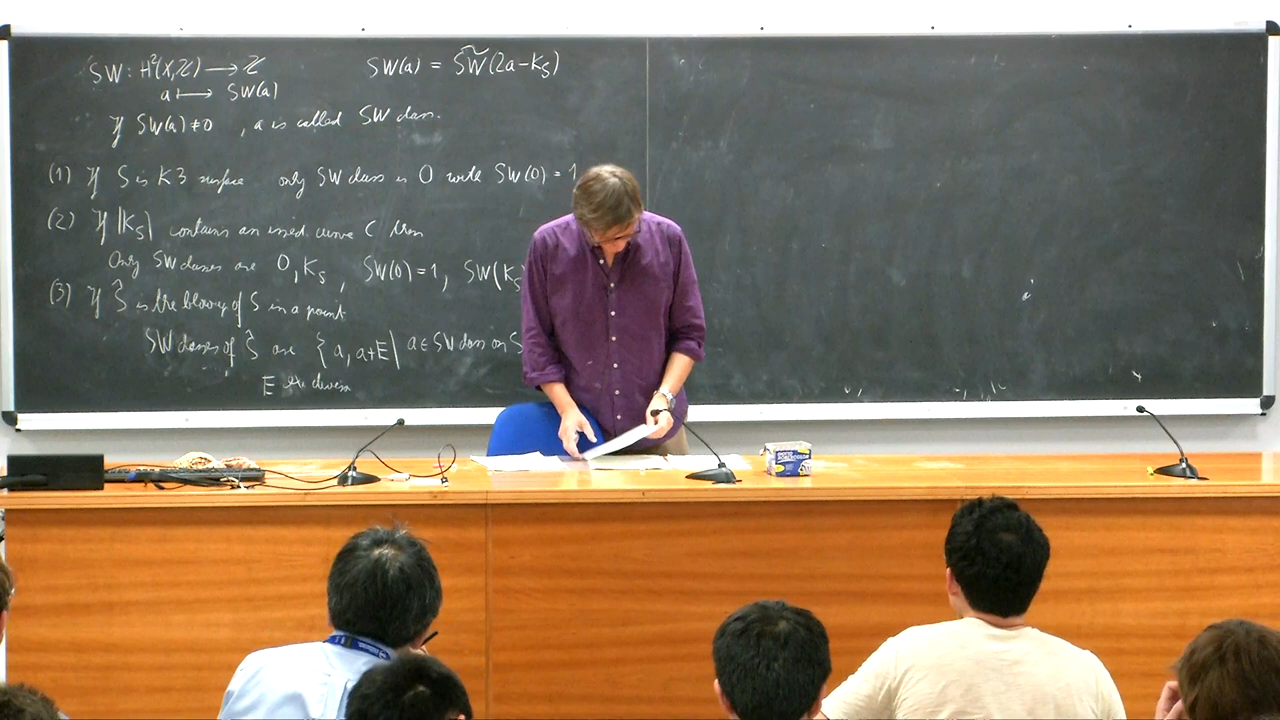 SW : H²(X,Z) → Z        SW(a) = S̃W(2a-K_S)
a ↦ SW(a)
If SW(a) ≠ 0 , a is called SW class.
(1) If S is K3 surface only SW class is 0 with SW(0) = 1
(2) If |K_S| contains an irred curve C then
Only SW classes are 0, K_S , SW(0) = 1, SW(K_S
(3) If Ŝ is the blowup of S in a point
SW classes of Ŝ are {a, a+E | a ∈ SW class on S
E